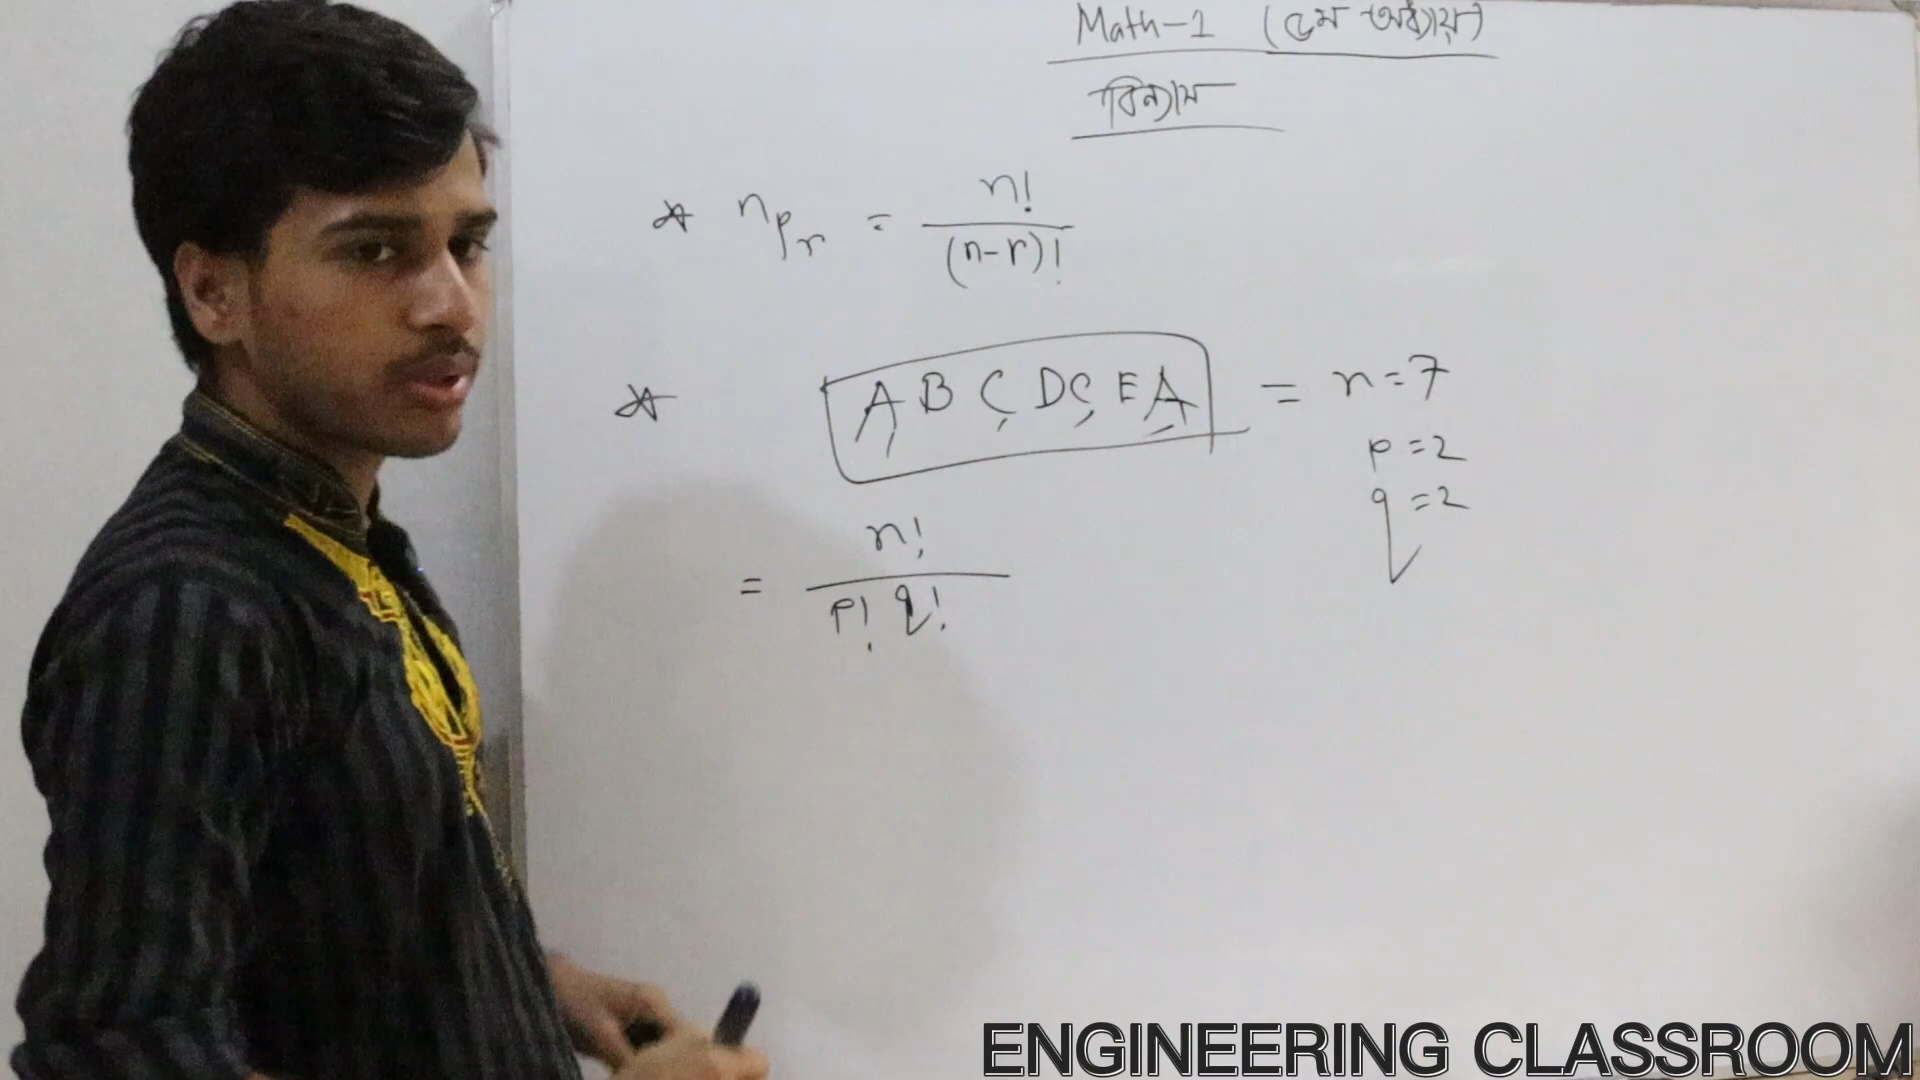 Math-1 (৫ম অধ্যায়)
বিন্যাস
* nPr = n! / (n-r)!
* A B C D C E A = n=7
p=2
q=2
= n! / p! q!
ENGINEERING CLASSROOM